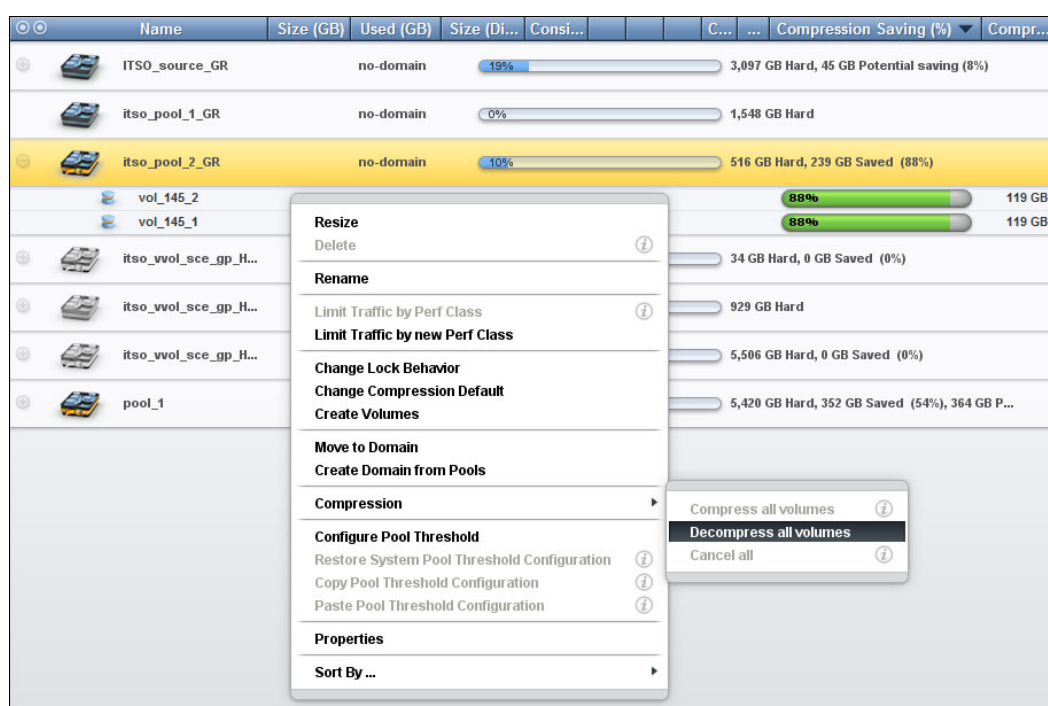 Name Size (GB) Used (GB) Size (Di... Consi... C... ... Compression Saving (%) Compr...
ITSO_source_GR no-domain 19% 3,097 GB Hard, 45 GB Potential saving (8%)
itso_pool_1_GR no-domain 0% 1,548 GB Hard
itso_pool_2_GR no-domain 10% 516 GB Hard, 239 GB Saved (88%)
vol_145_2 88% 119 GB
vol_145_1 88% 119 GB
itso_vvol_sce_gp_H... 34 GB Hard, 0 GB Saved (0%)
itso_vvol_sce_gp_H... 929 GB Hard
itso_vvol_sce_gp_H... 5,506 GB Hard, 0 GB Saved (0%)
pool_1 5,420 GB Hard, 352 GB Saved (54%), 364 GB P...
Resize
Delete
Rename
Limit Traffic by Perf Class
Limit Traffic by new Perf Class
Change Lock Behavior
Change Compression Default
Create Volumes
Move to Domain
Create Domain from Pools
Compression
Configure Pool Threshold
Restore System Pool Threshold Configuration
Copy Pool Threshold Configuration
Paste Pool Threshold Configuration
Properties
Sort By ...
Compress all volumes
Decompress all volumes
Cancel all